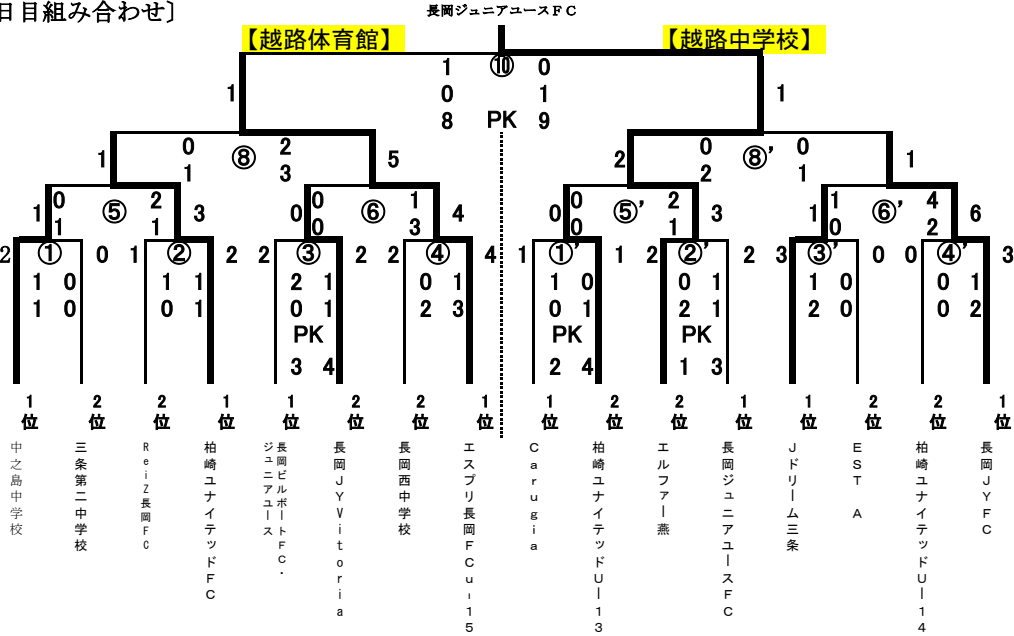 日目組み合わせ〕
長岡ジュニアユースＦＣ
【越路体育館】
【越路中学校】
1 ⑩ 0
1 0 1 1
8 PK 9
1 0 ⑧ 2 5
1 3
2 0 ⑧’ 0 1
2 1
1 0 ⑤ 2 3
1 1
0 0 ⑥ 1 4
0 3
0 0 ⑤’ 2 3
0 1
1 1 ⑥’ 4 6
0 2
2 ① 0 1 ② 2 2 ③ 2 2 ④ 4 1 ①’ 1 2 ②’ 2 3 ③’ 0 0 ④’ 3
1 0 1 1 2 1 0 1 1 0 0 1 1 0 0 1
1 0 0 1 0 1 2 3 0 1 2 1 2 0 0 2
PK PK PK
3 4 2 4 1 3
1位 2位 2位 1位 1位 2位 2位 1位 1位 2位 2位 1位 1位 2位 2位 1位
中之島中学校
三条第二中学校
ReiZ長岡FC
柏崎ユナイテッドFC
長岡ビルボートFC・
ジュニアユース
長岡JYVitoria
長岡西中学校
エスプリ長岡FCu-15
Carugia
柏崎ユナイテッドU―13
エルファー燕
長岡ジュニアユースFC
Jドリーム三条
EST A
柏崎ユナイテッドU―14
長岡JYFC